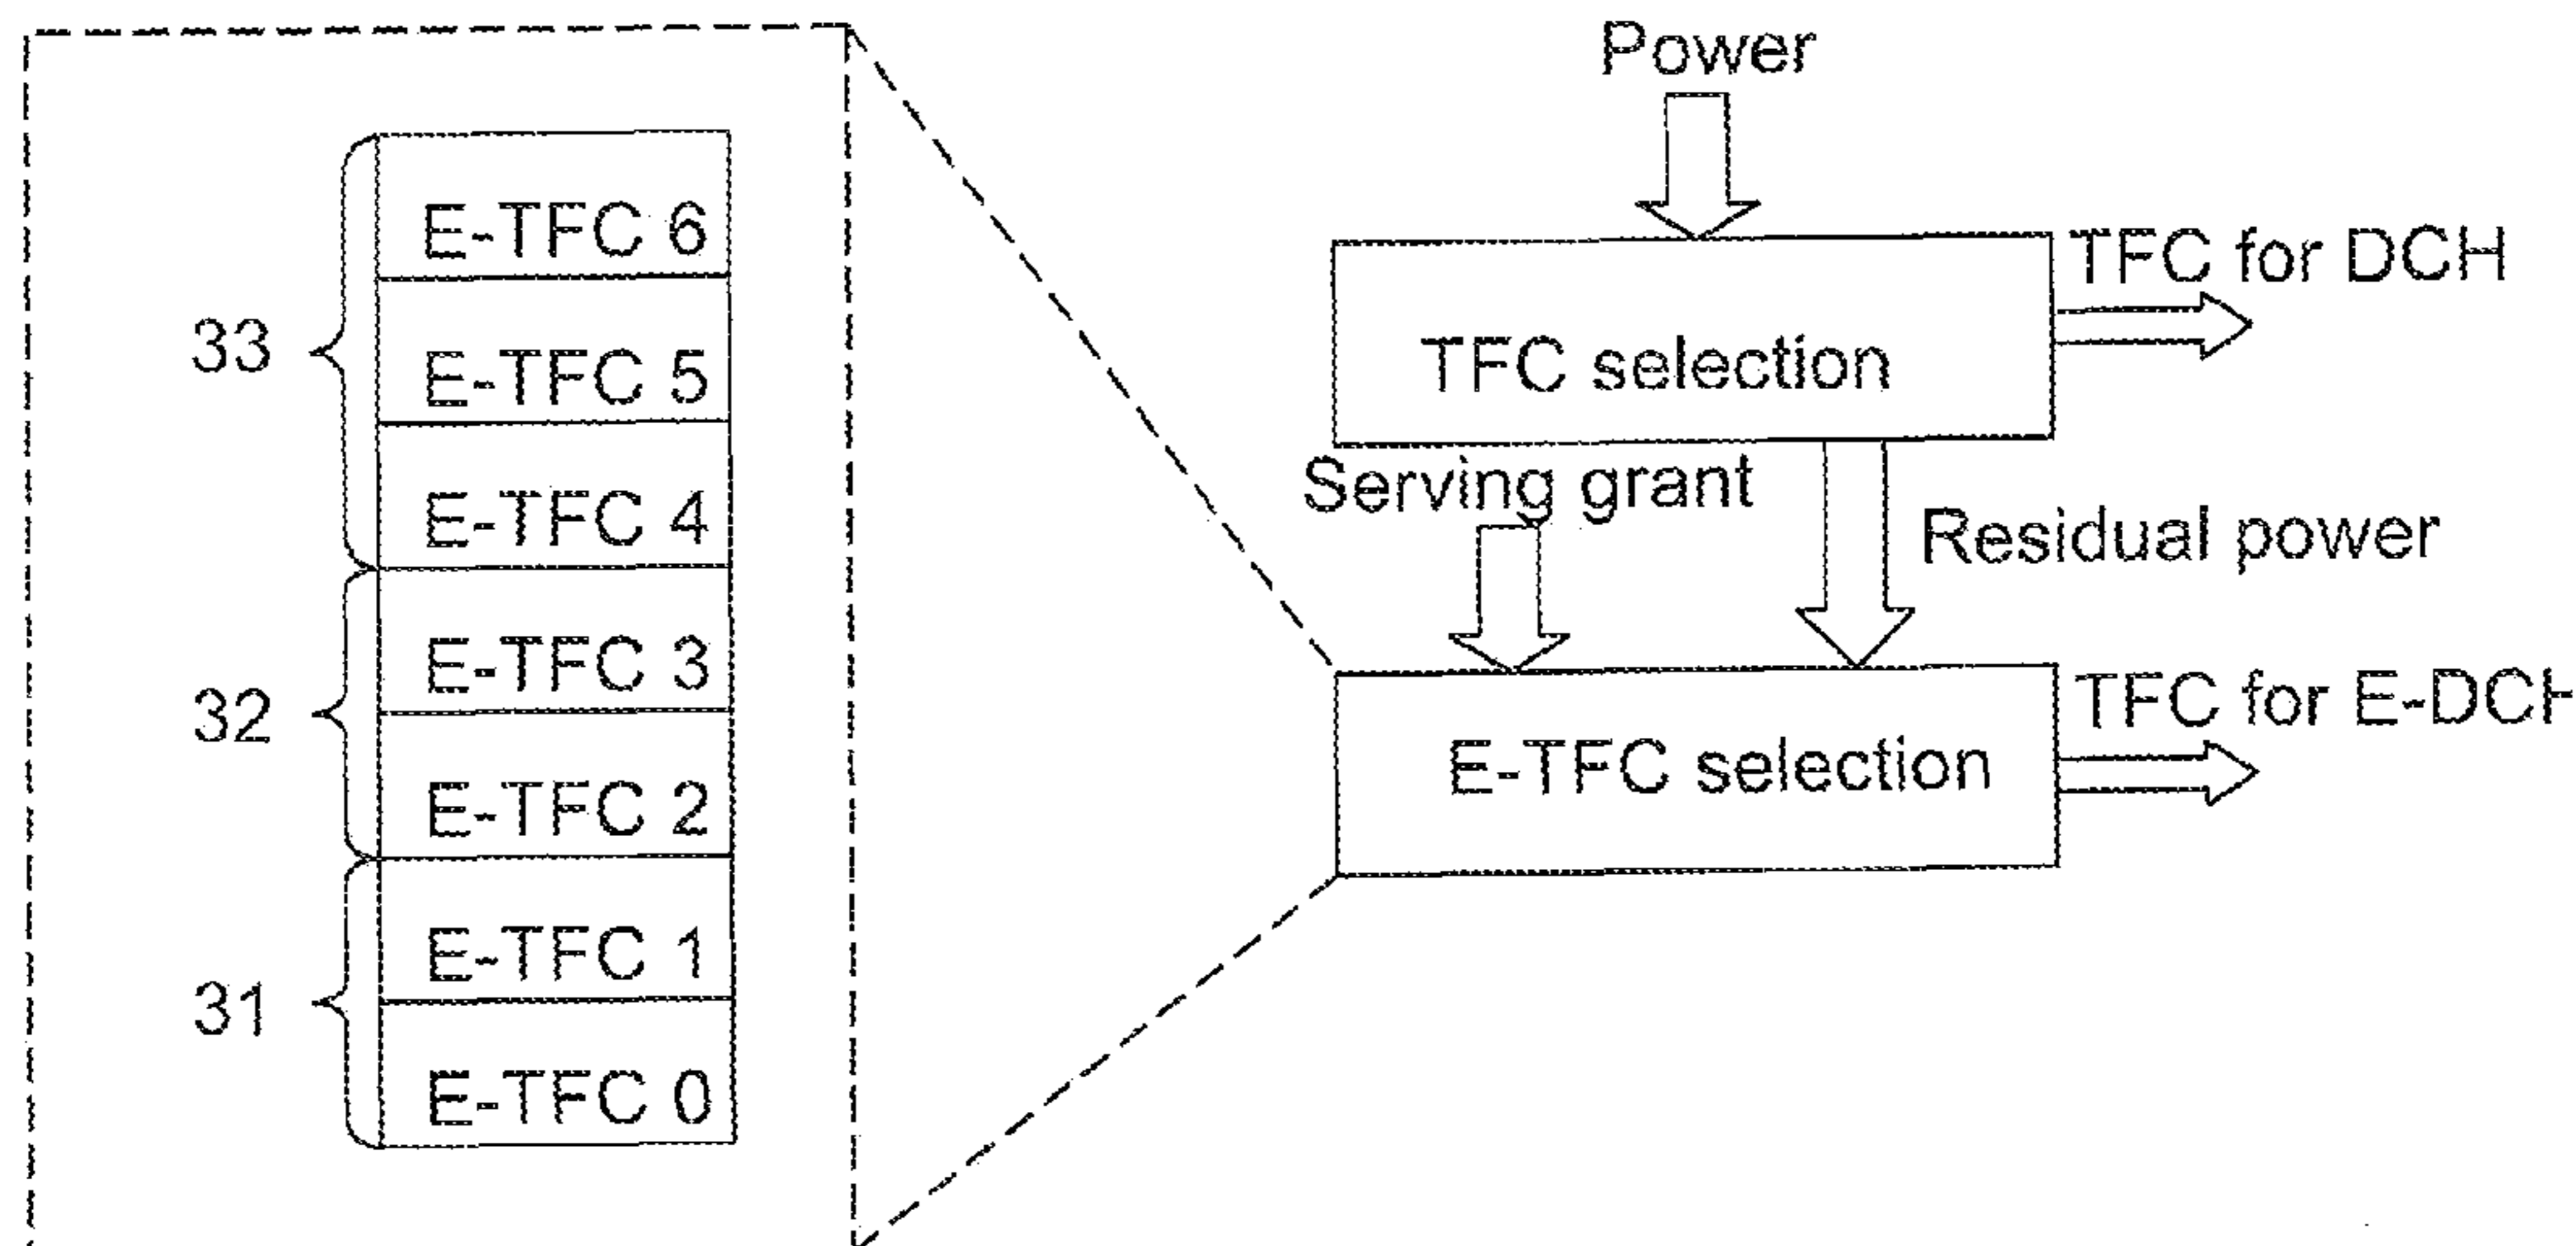 E-TFC 6
33
E-TFC 5
E-TFC 4
E-TFC 3
32
E-TFC 2
E-TFC 1
31
E-TFC 0
Power
TFC selection
TFC for DCH
Serving grant
Residual power
E-TFC selection
TFC for E-DCH